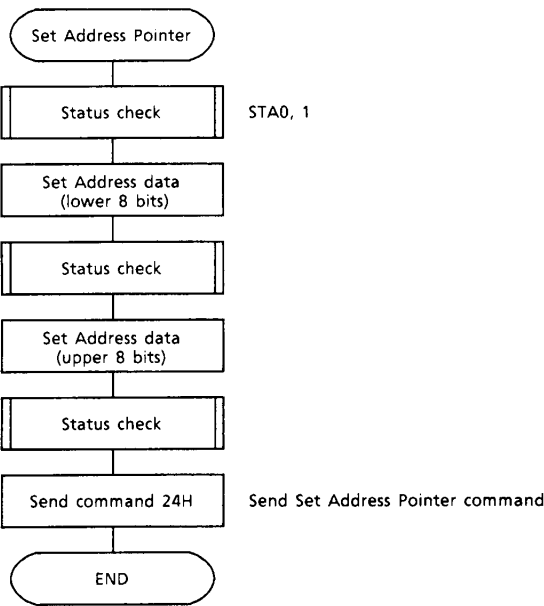 Set Address Pointer
Status check
STA0, 1
Set Address data
(lower 8 bits)
Status check
Set Address data
(upper 8 bits)
Status check
Send command 24H
Send Set Address Pointer command
END